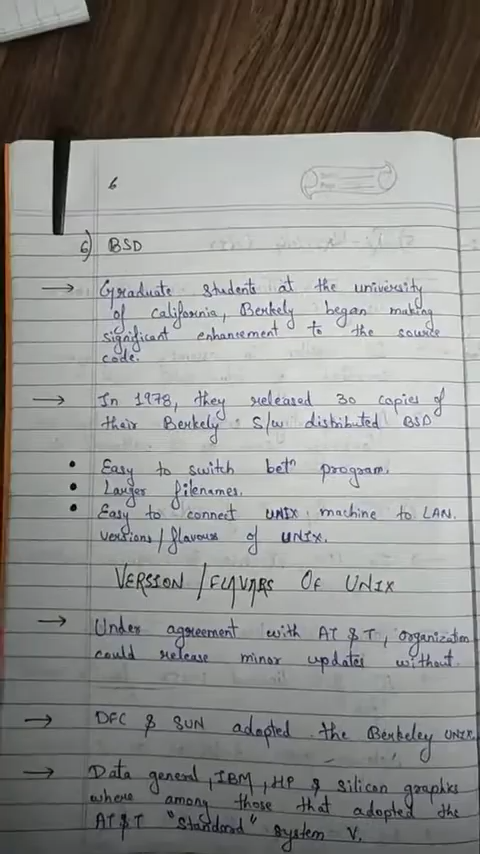 6
6) BSD
→ Graduate students at the university
of california, Berkely began making
significant enhancement to the source
code.
→ In 1978, they released 30 copies of
their Berkely S/w distributed BSD
• Easy to switch betn program.
• Larger filenames.
• Easy to connect UNIX machine to LAN.
versions/flavours of UNIX.
VERSION / FLAVARS OF UNIX
→ Under agreement with AT & T, organization
could release minor updates without.
→ DFC & SUN adopted the Berkeley UNIX.
→ Data general, IBM, HP & silicon graphics
where among those that adopted the
AT & T "Standard" system V.